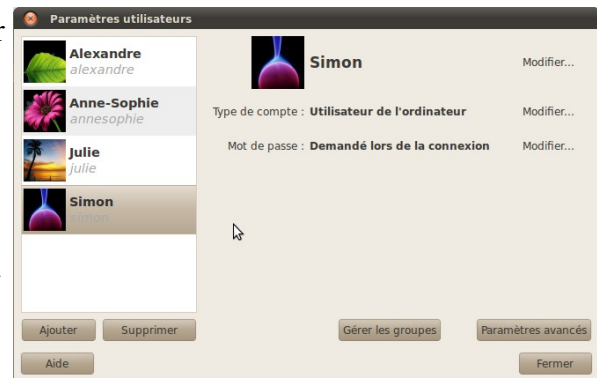 Paramètres utilisateurs
Alexandre
alexandre
Anne-Sophie
annesophie
Julie
julie
Simon
simon
Simon Modifier...
Type de compte : Utilisateur de l'ordinateur Modifier...
Mot de passe : Demandé lors de la connexion Modifier...
Ajouter Supprimer Gérer les groupes Paramètres avancés
Aide Fermer